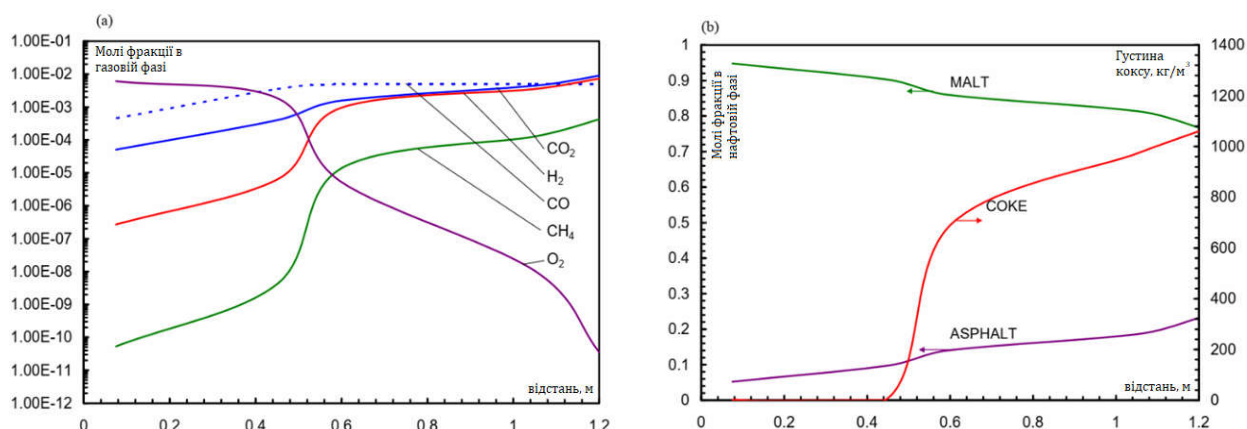 (a)
1.00E-01
1.00E-02
1.00E-03
1.00E-04
1.00E-05
1.00E-06
1.00E-07
1.00E-08
1.00E-09
1.00E-10
1.00E-11
1.00E-12
Молі фракції в
газовій фазі
CO₂
H₂
CO
CH₄
O₂
відстань, м
0 0.2 0.4 0.6 0.8 1 1.2
(b)
1
0.9
0.8
0.7
0.6
0.5
0.4
0.3
0.2
0.1
0
Молі фракції в
нафтовій фазі
Густина
коксу, кг/м³
MALT
COKE
ASPHALT
відстань, м
1400
1200
1000
800
600
400
200
0
0 0.2 0.4 0.6 0.8 1 1.2